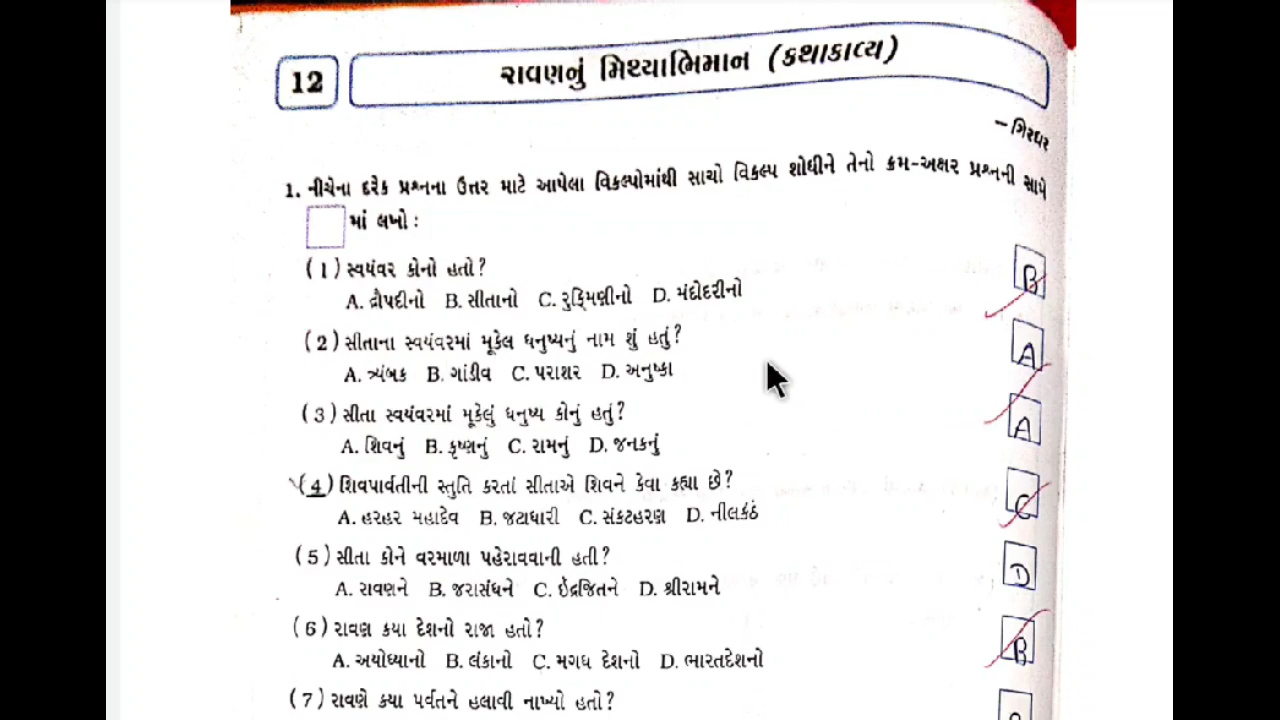 12 રાવણનું મિથ્યાભિમાન (કથાકાવ્ય)
– ગિરધર
1. નીચેના દરેક પ્રશ્નના ઉત્તર માટે આપેલા વિકલ્પોમાંથી સાચો વિકલ્પ શોધીને તેનો ક્રમ-અક્ષર પ્રશ્નની સામે
માં લખો :
(1) સ્વયંવર કોનો હતો? B
A. દ્રૌપદીનો B. સીતાનો C. રુક્મિણીનો D. મંદોદરીનો
(2) સીતાના સ્વયંવરમાં મૂકેલ ધનુષ્યનું નામ શું હતું? A
A. ત્ર્યંબક B. ગાંડીવ C. પરાશર D. અનુષ્કા
(3) સીતા સ્વયંવરમાં મૂકેલું ધનુષ્ય કોનું હતું? A
A. શિવનું B. કૃષ્ણનું C. રામનું D. જનકનું
(4) શિવપાર્વતીની સ્તુતિ કરતાં સીતાએ શિવને કેવા કહ્યા છે? C
A. હરહર મહાદેવ B. જટાધારી C. સંકટહરણ D. નીલકંઠં
(5) સીતા કોને વરમાળા પહેરાવવાની હતી? D
A. રાવણને B. જરાસંધને C. ઇંદ્રજિતને D. શ્રીરામને
(6) રાવણ કયા દેશનો રાજા હતો? B
A. અયોધ્યાનો B. લંકાનો C. મગધ દેશનો D. ભારતદેશનો
(7) રાવણે કયા પર્વતને હલાવી નાખ્યો હતો?